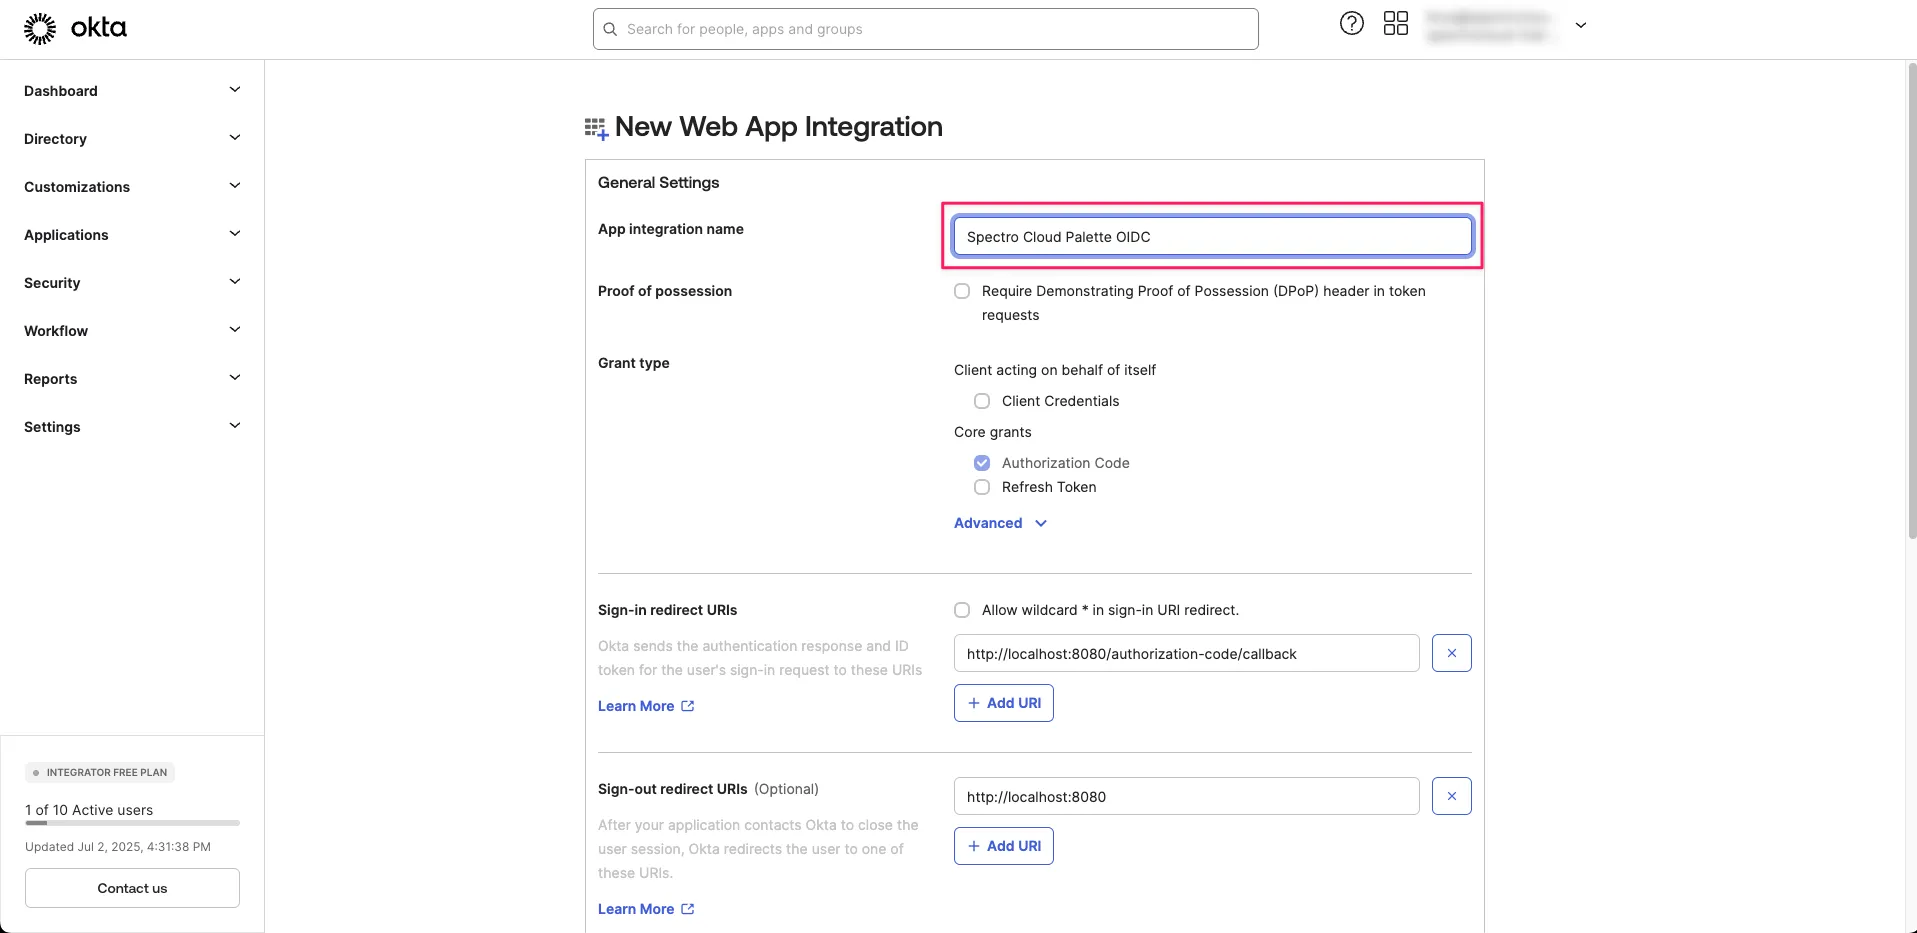 okta
Search for people, apps and groups
Dashboard
Directory
Customizations
Applications
Security
Workflow
Reports
Settings
INTEGRATOR FREE PLAN
1 of 10 Active users
Updated Jul 2, 2025, 4:31:38 PM
Contact us
New Web App Integration
General Settings
App integration name
Spectro Cloud Palette OIDC
Proof of possession
Require Demonstrating Proof of Possession (DPoP) header in token
requests
Grant type
Client acting on behalf of itself
Client Credentials
Core grants
Authorization Code
Refresh Token
Advanced
Sign-in redirect URIs
Allow wildcard * in sign-in URI redirect.
Okta sends the authentication response and ID
token for the user's sign-in request to these URIs
Learn More
http://localhost:8080/authorization-code/callback
+ Add URI
Sign-out redirect URIs (Optional)
After your application contacts Okta to close the
user session, Okta redirects the user to one of
these URIs.
Learn More
http://localhost:8080
+ Add URI